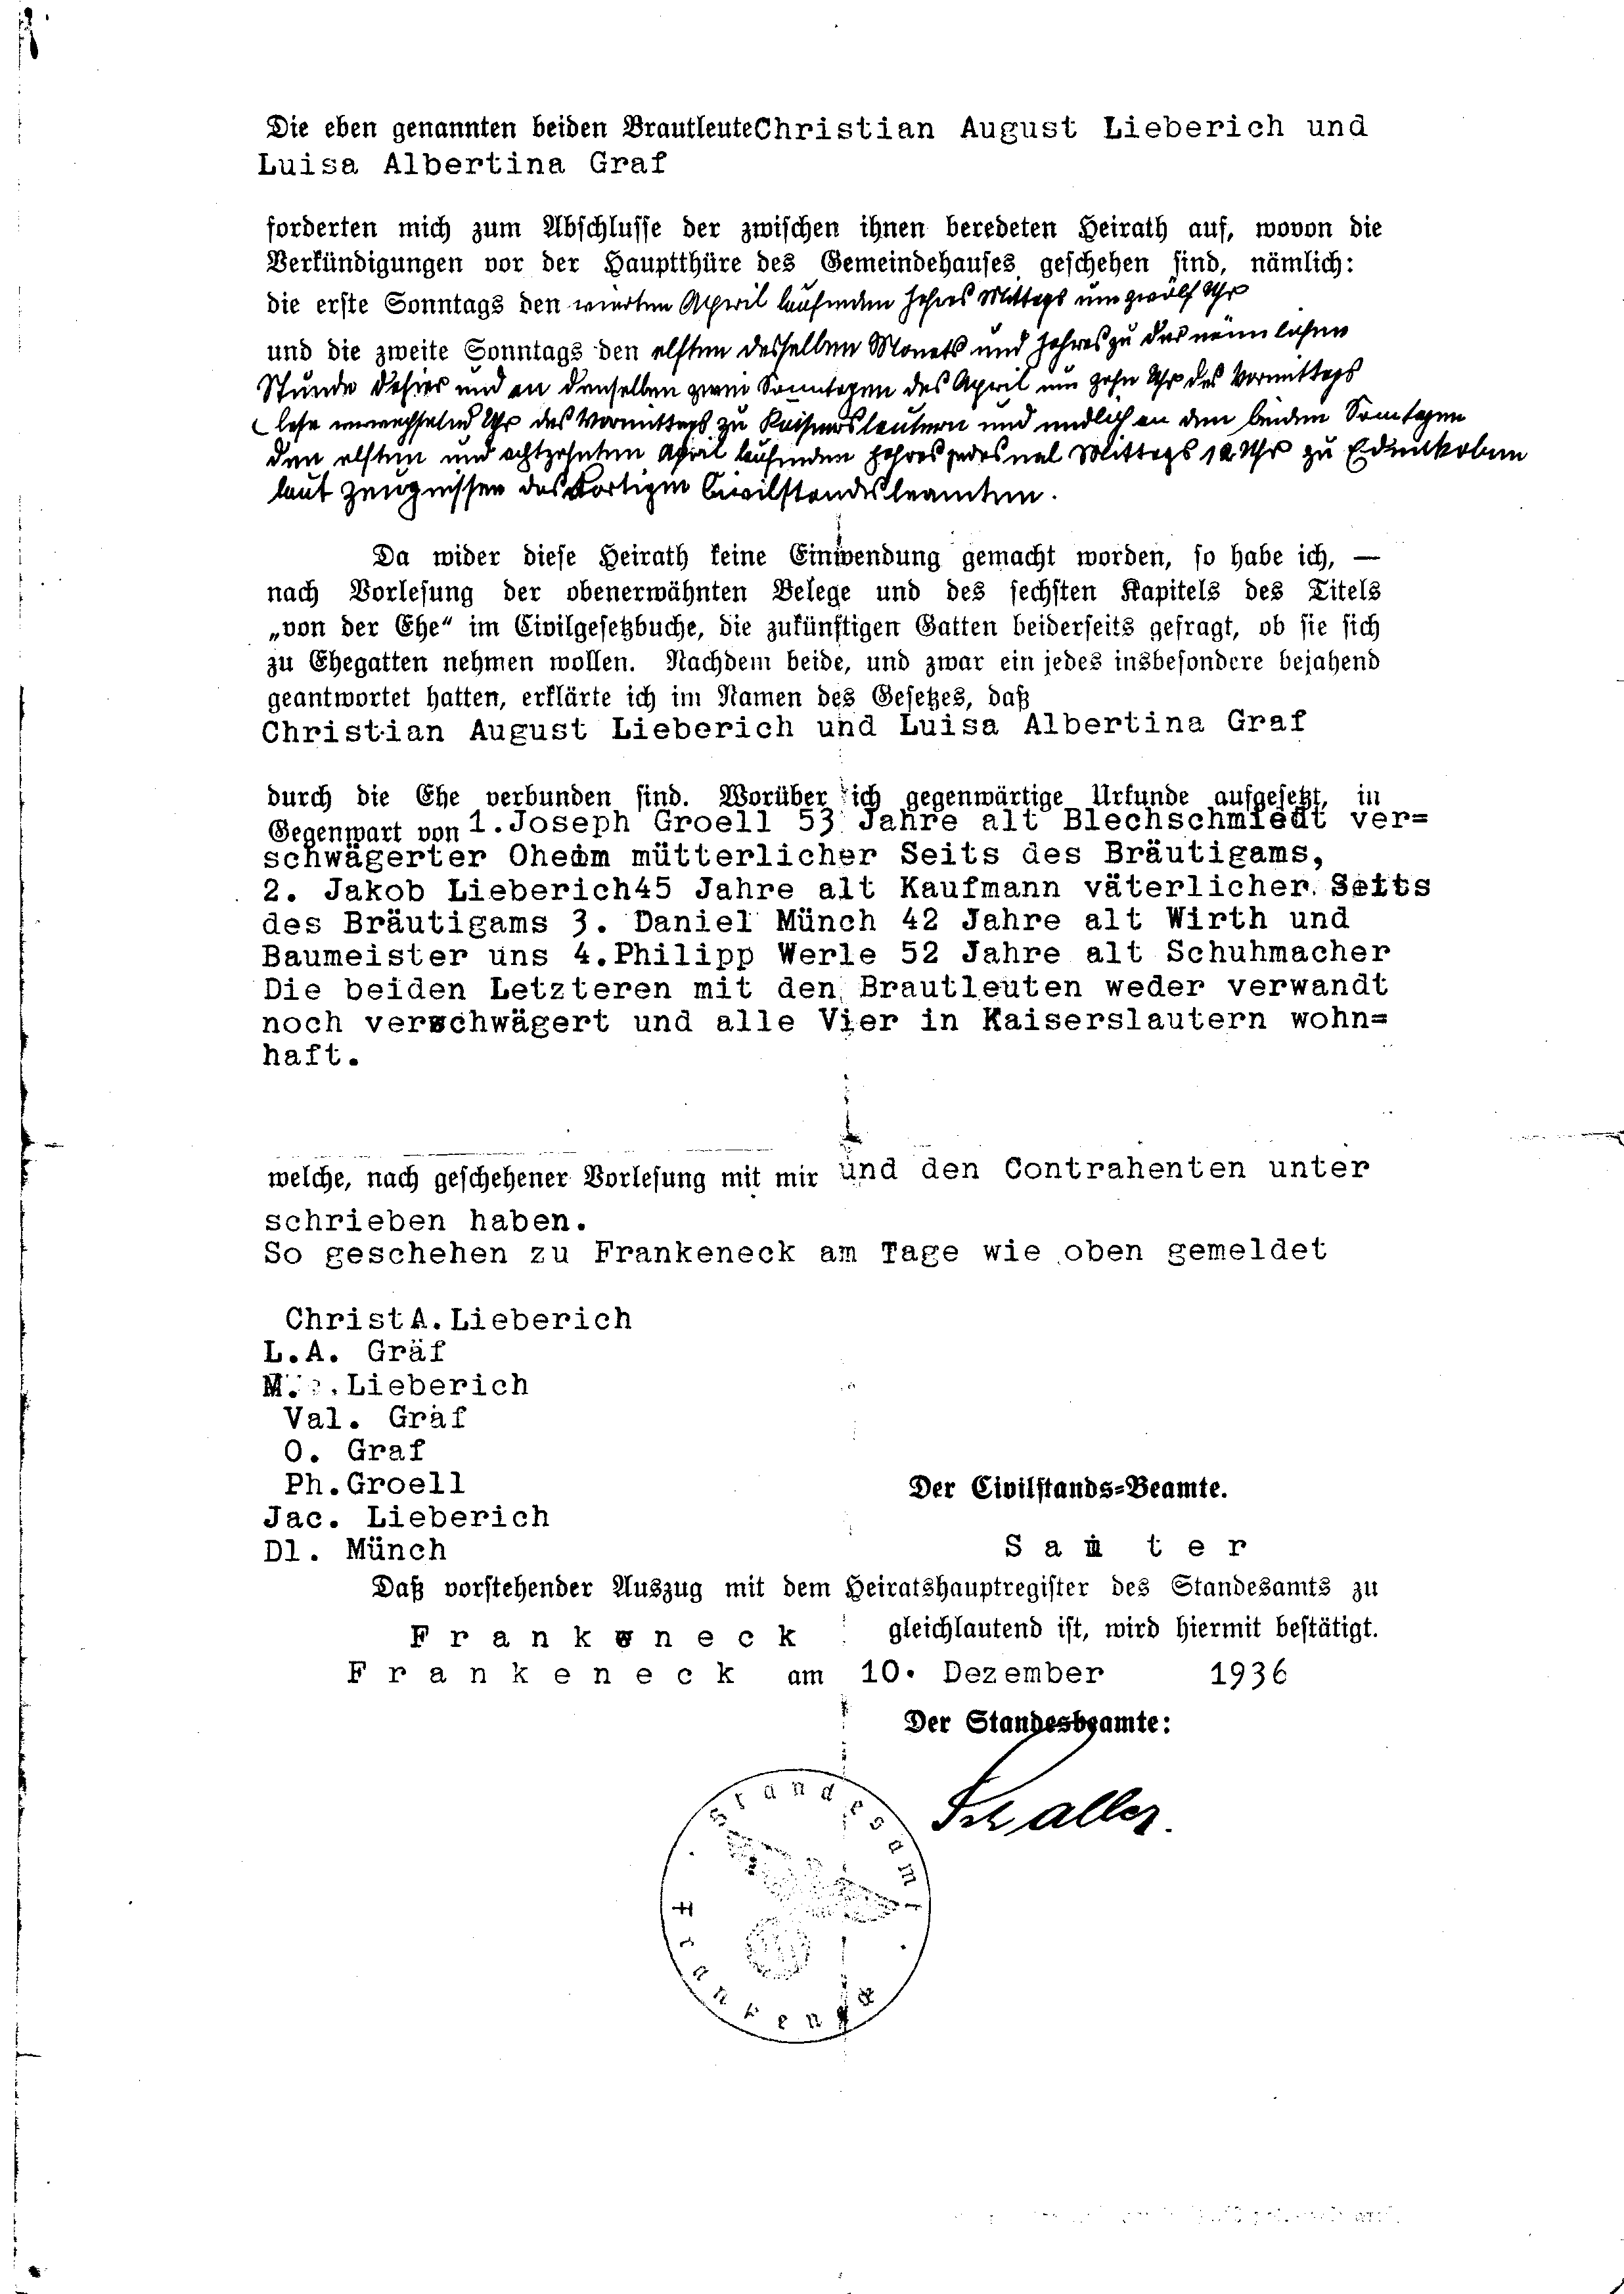 Die eben genannten beiden Brautleute Christian August Lieberich und
Luisa Albertina Graf
forderten mich zum Abschlusse der zwischen ihnen beredeten Heirath auf, wovon die
Verkündigungen vor der Hauptthüre des Gemeindehauses geschehen sind, nämlich:
die erste Sonntags den vierten April laufenden Jahres Mittags um zwölf Uhr
und die zweite Sonntags den elften desselben Monats und Jahres zu der nämlichen
Stunde dahier und an denselben zwei Sonntagen des April um zehn Uhr des Vormittags
Uhr des Vormittags zu Kaiserslautern und endlich an den beiden Sonntagen
den elften und achtzehnten April laufenden Jahres jedesmal Mittags 12 Uhr zu Edenkoben
laut Zeugnissen des dortigen Civilstandsbeamten.
Da wider diese Heirath keine Einwendung gemacht worden, so habe ich, —
nach Vorlesung der obenerwähnten Belege und des sechsten Kapitels des Titels
„von der Ehe“ im Civilgesetzbuche, die zukünftigen Gatten beiderseits gefragt, ob sie sich
zu Ehegatten nehmen wollen. Nachdem beide, und zwar ein jedes insbesondere bejahend
geantwortet hatten, erklärte ich im Namen des Gesetzes, daß
Christian August Lieberich und Luisa Albertina Graf
durch die Ehe verbunden sind. Worüber ich gegenwärtige Urkunde aufgesetzt, in
Gegenwart von 1.Joseph Groell 53 Jahre alt Blechschmiedt ver=
schwägerter Oheim mütterlicher Seits des Bräutigams,
2. Jakob Lieberich45 Jahre alt Kaufmann väterlicher Seits
des Bräutigams 3. Daniel Münch 42 Jahre alt Wirth und
Baumeister uns 4.Philipp Werle 52 Jahre alt Schuhmacher
Die beiden Letzteren mit den Brautleuten weder verwandt
noch verschwägert und alle Vier in Kaiserslautern wohn=
haft.
welche, nach geschehener Vorlesung mit mir und den Contrahenten unter
schrieben haben.
So geschehen zu Frankeneck am Tage wie oben gemeldet
Christ A. Lieberich
L.A. Gräf
M. Lieberich
Val. Gräf
O. Graf
Ph.Groell
Jac. Lieberich
Dl. Münch
Der Civilstands-Beamte.
Daß vorstehender Auszug mit dem Heiratshauptregister des Standesamts zu
F r a n k e n e c k gleichlautend ist, wird hiermit bestätigt.
F r a n k e n e c k am 10. Dezember 1936
Der Standesbeamte:
Schaller.
Standesamt
Frankeneck